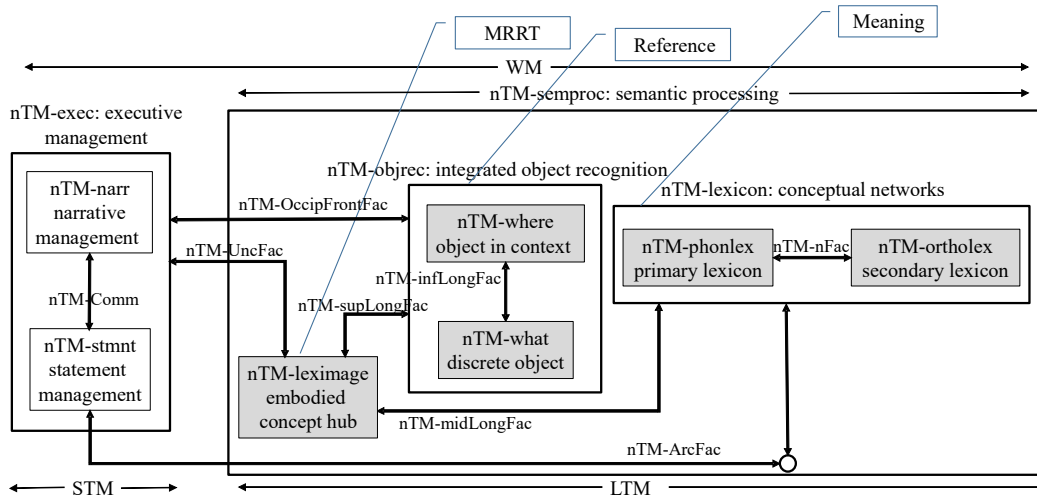 MRRT
Reference
Meaning
WM
nTM-semproc: semantic processing
nTM-exec: executive
management
nTM-narr
narrative
management
nTM-Comm
nTM-stmnt
statement
management
nTM-OccipFrontFac
nTM-UncFac
nTM-supLongFac
nTM-leximage
embodied
concept hub
nTM-objrec: integrated object recognition
nTM-where
object in context
nTM-infLongFac
nTM-what
discrete object
nTM-lexicon: conceptual networks
nTM-phonlex
primary lexicon
nTM-nFac
nTM-ortholex
secondary lexicon
nTM-midLongFac
nTM-ArcFac
STM
LTM